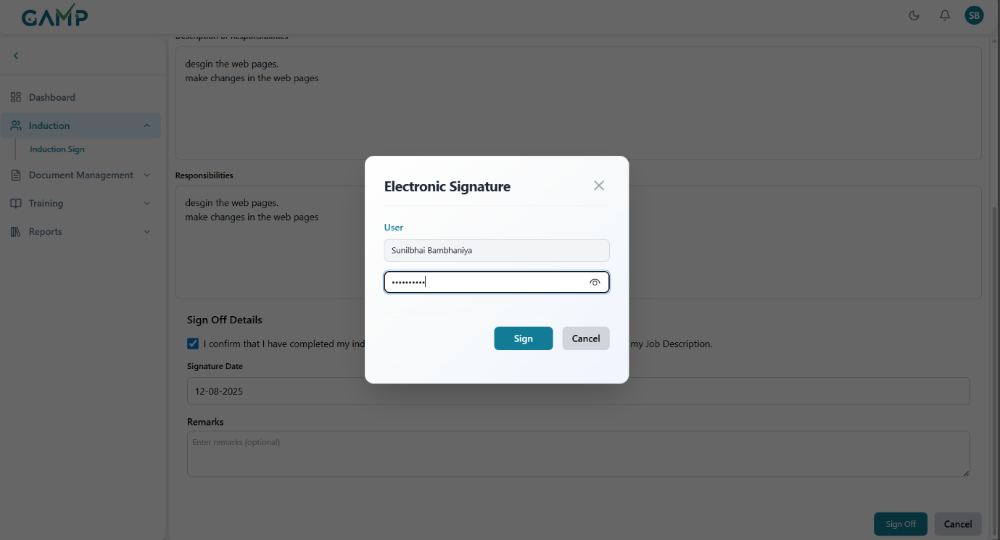 GAMP
SB
Description of Responsibilities
desgin the web pages.
make changes in the web pages
Dashboard
Induction
Induction Sign
Document Management
Training
Reports
Responsibilities
desgin the web pages.
make changes in the web pages
Electronic Signature
User
Sunilbhai Bambhaniya
••••••••••
Sign
Cancel
Sign Off Details
I confirm that I have completed my ind
my Job Description.
Signature Date
12-08-2025
Remarks
Enter remarks (optional)
Sign Off
Cancel